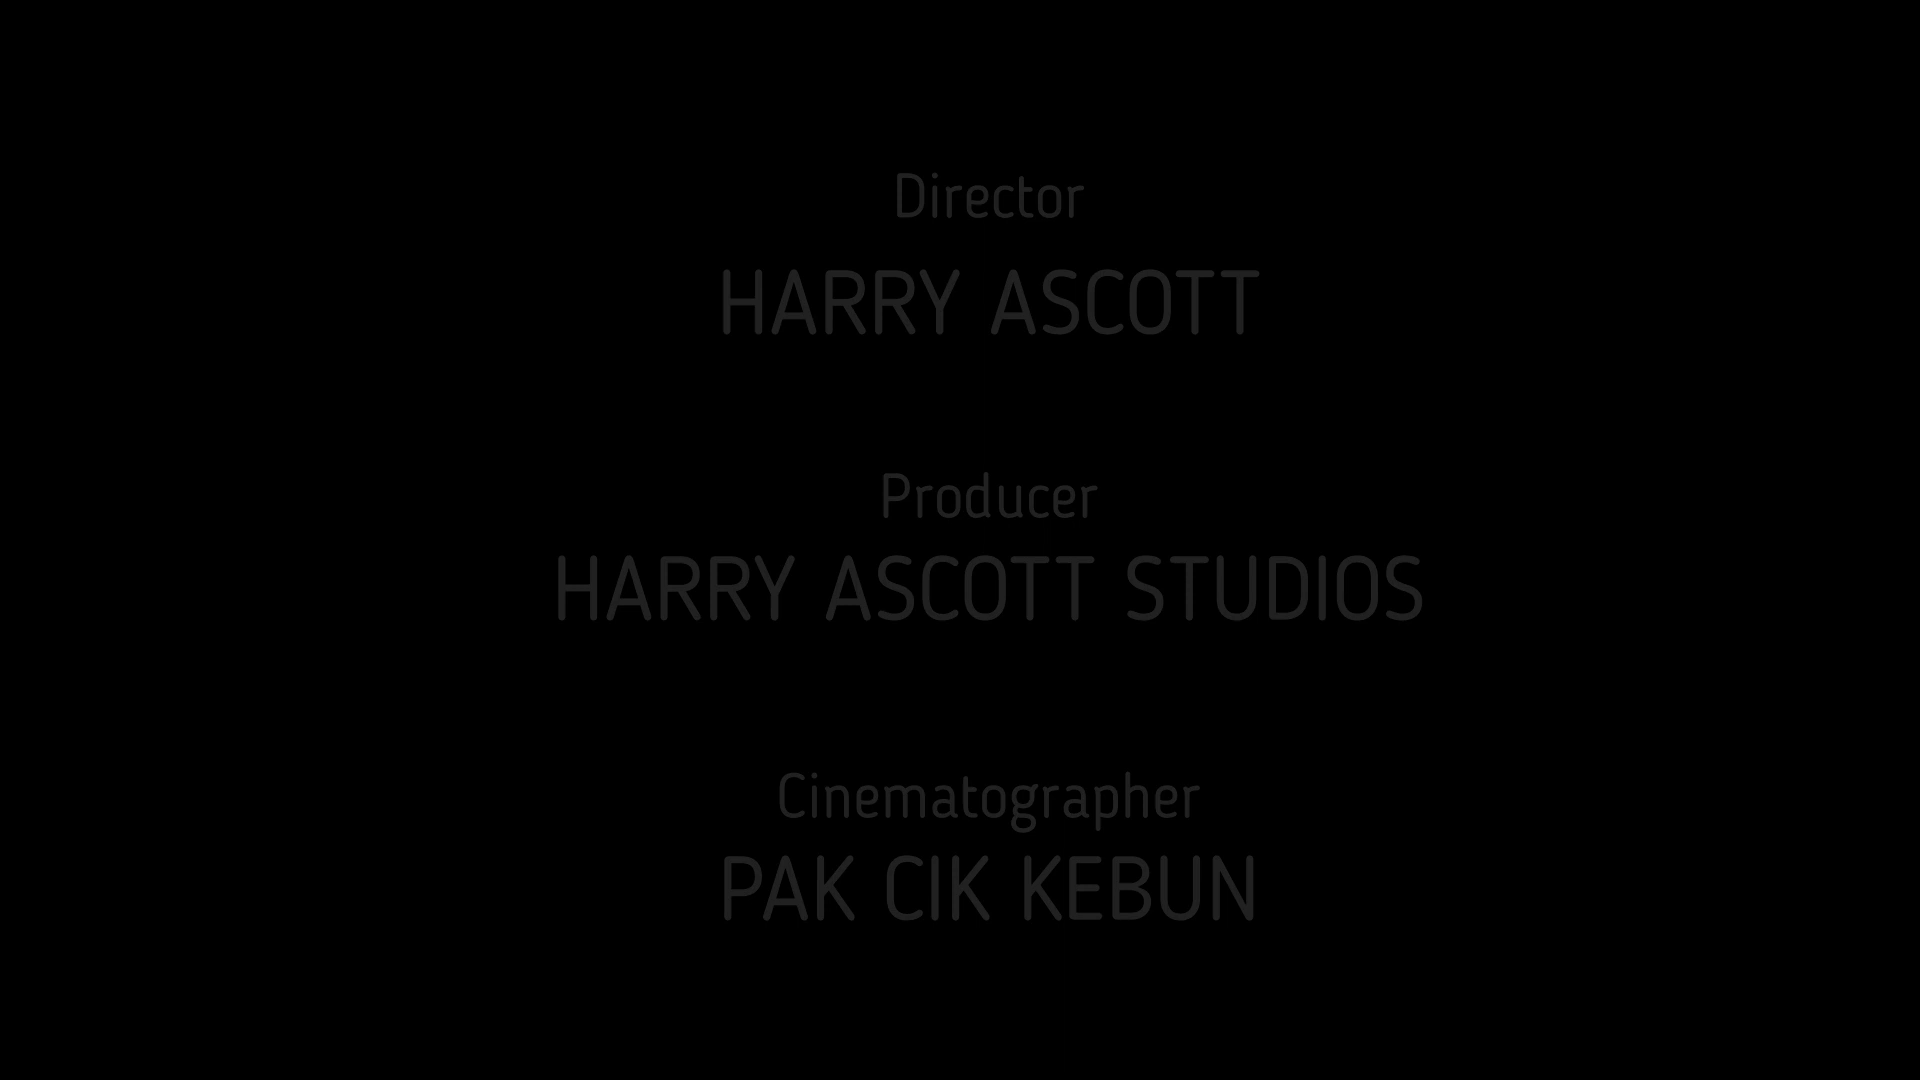 Director
HARRY ASCOTT
Producer
HARRY ASCOTT STUDIOS
Cinematographer
PAK CIK KEBUN